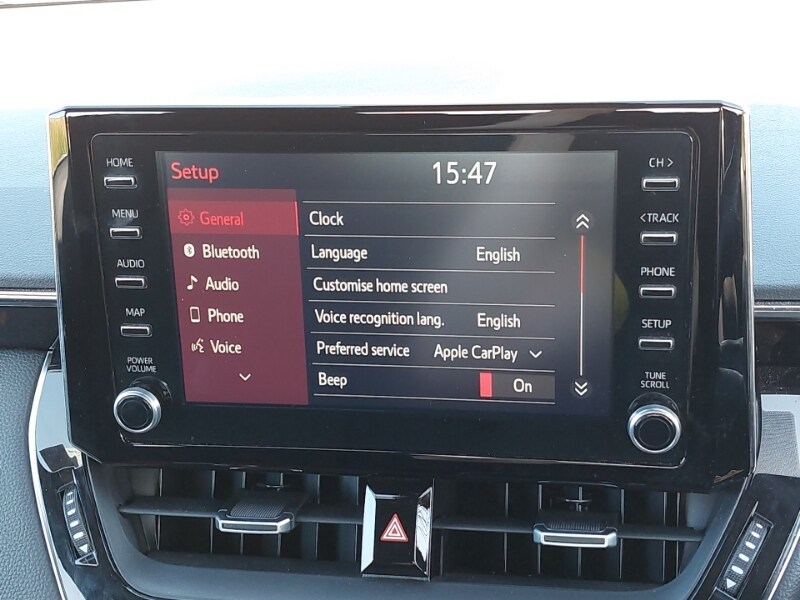 HOME
MENU
AUDIO
MAP
POWER
VOLUME
Setup
15:47
General
Bluetooth
Audio
Phone
Voice
Clock
Language English
Customise home screen
Voice recognition lang. English
Preferred service Apple CarPlay
Beep On
CH >
< TRACK
PHONE
SETUP
TUNE
SCROLL